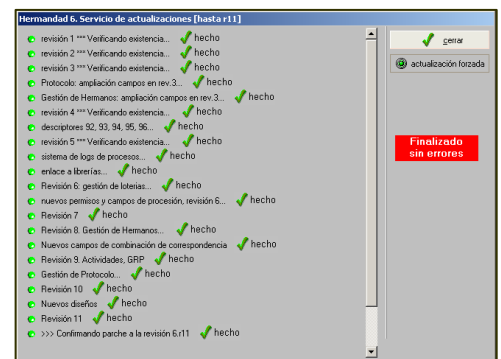 Hermandad 6. Servicio de actualizaciones [hasta r11]
revisión 1 *** Verificando existencia... hecho
revisión 2 *** Verificando existencia... hecho
revisión 3 *** Verificando existencia... hecho
Protocolo: ampliación campos en rev.3... hecho
Gestión de Hermanos: ampliación campos en rev.3... hecho
revisión 4 *** Verificando existencia... hecho
descriptores 92, 93, 94, 95, 96... hecho
revisión 5 *** Verificando existencia... hecho
sistema de logs de procesos... hecho
enlace a librerías... hecho
Revisión 6: gestión de loterias... hecho
nuevos permisos y campos de procesión, revisión 6... hecho
Revisión 7 hecho
Revisión 8. Gestión de Hermanos... hecho
Nuevos campos de combinación de correspondencia hecho
Revisión 9. Actividades, GRP hecho
Gestión de Protocolo... hecho
Revisión 10 hecho
Nuevos diseños hecho
Revisión 11 hecho
>>> Confirmando parche a la revisión 6.r11 hecho
cerrar
actualización forzada
Finalizado
sin errores